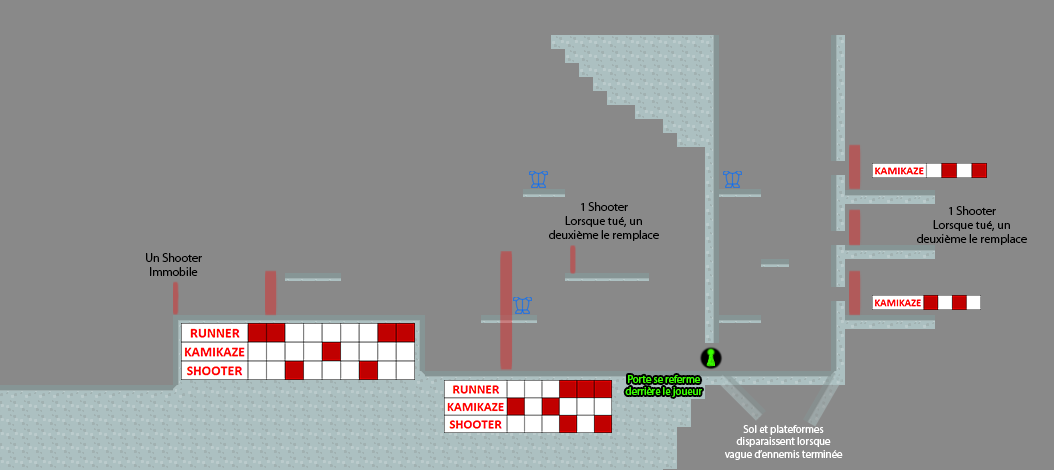 KAMIKAZE
1 Shooter
Lorsque tué, un
deuxième le remplace
1 Shooter
Lorsque tué, un
deuxième le remplace
Un Shooter
Immobile
KAMIKAZE
RUNNER
KAMIKAZE
SHOOTER
Porte se referme
derrière le joueur
RUNNER
KAMIKAZE
SHOOTER
Sol et plateformes
disparaissent lorsque
vague d'ennemis terminée